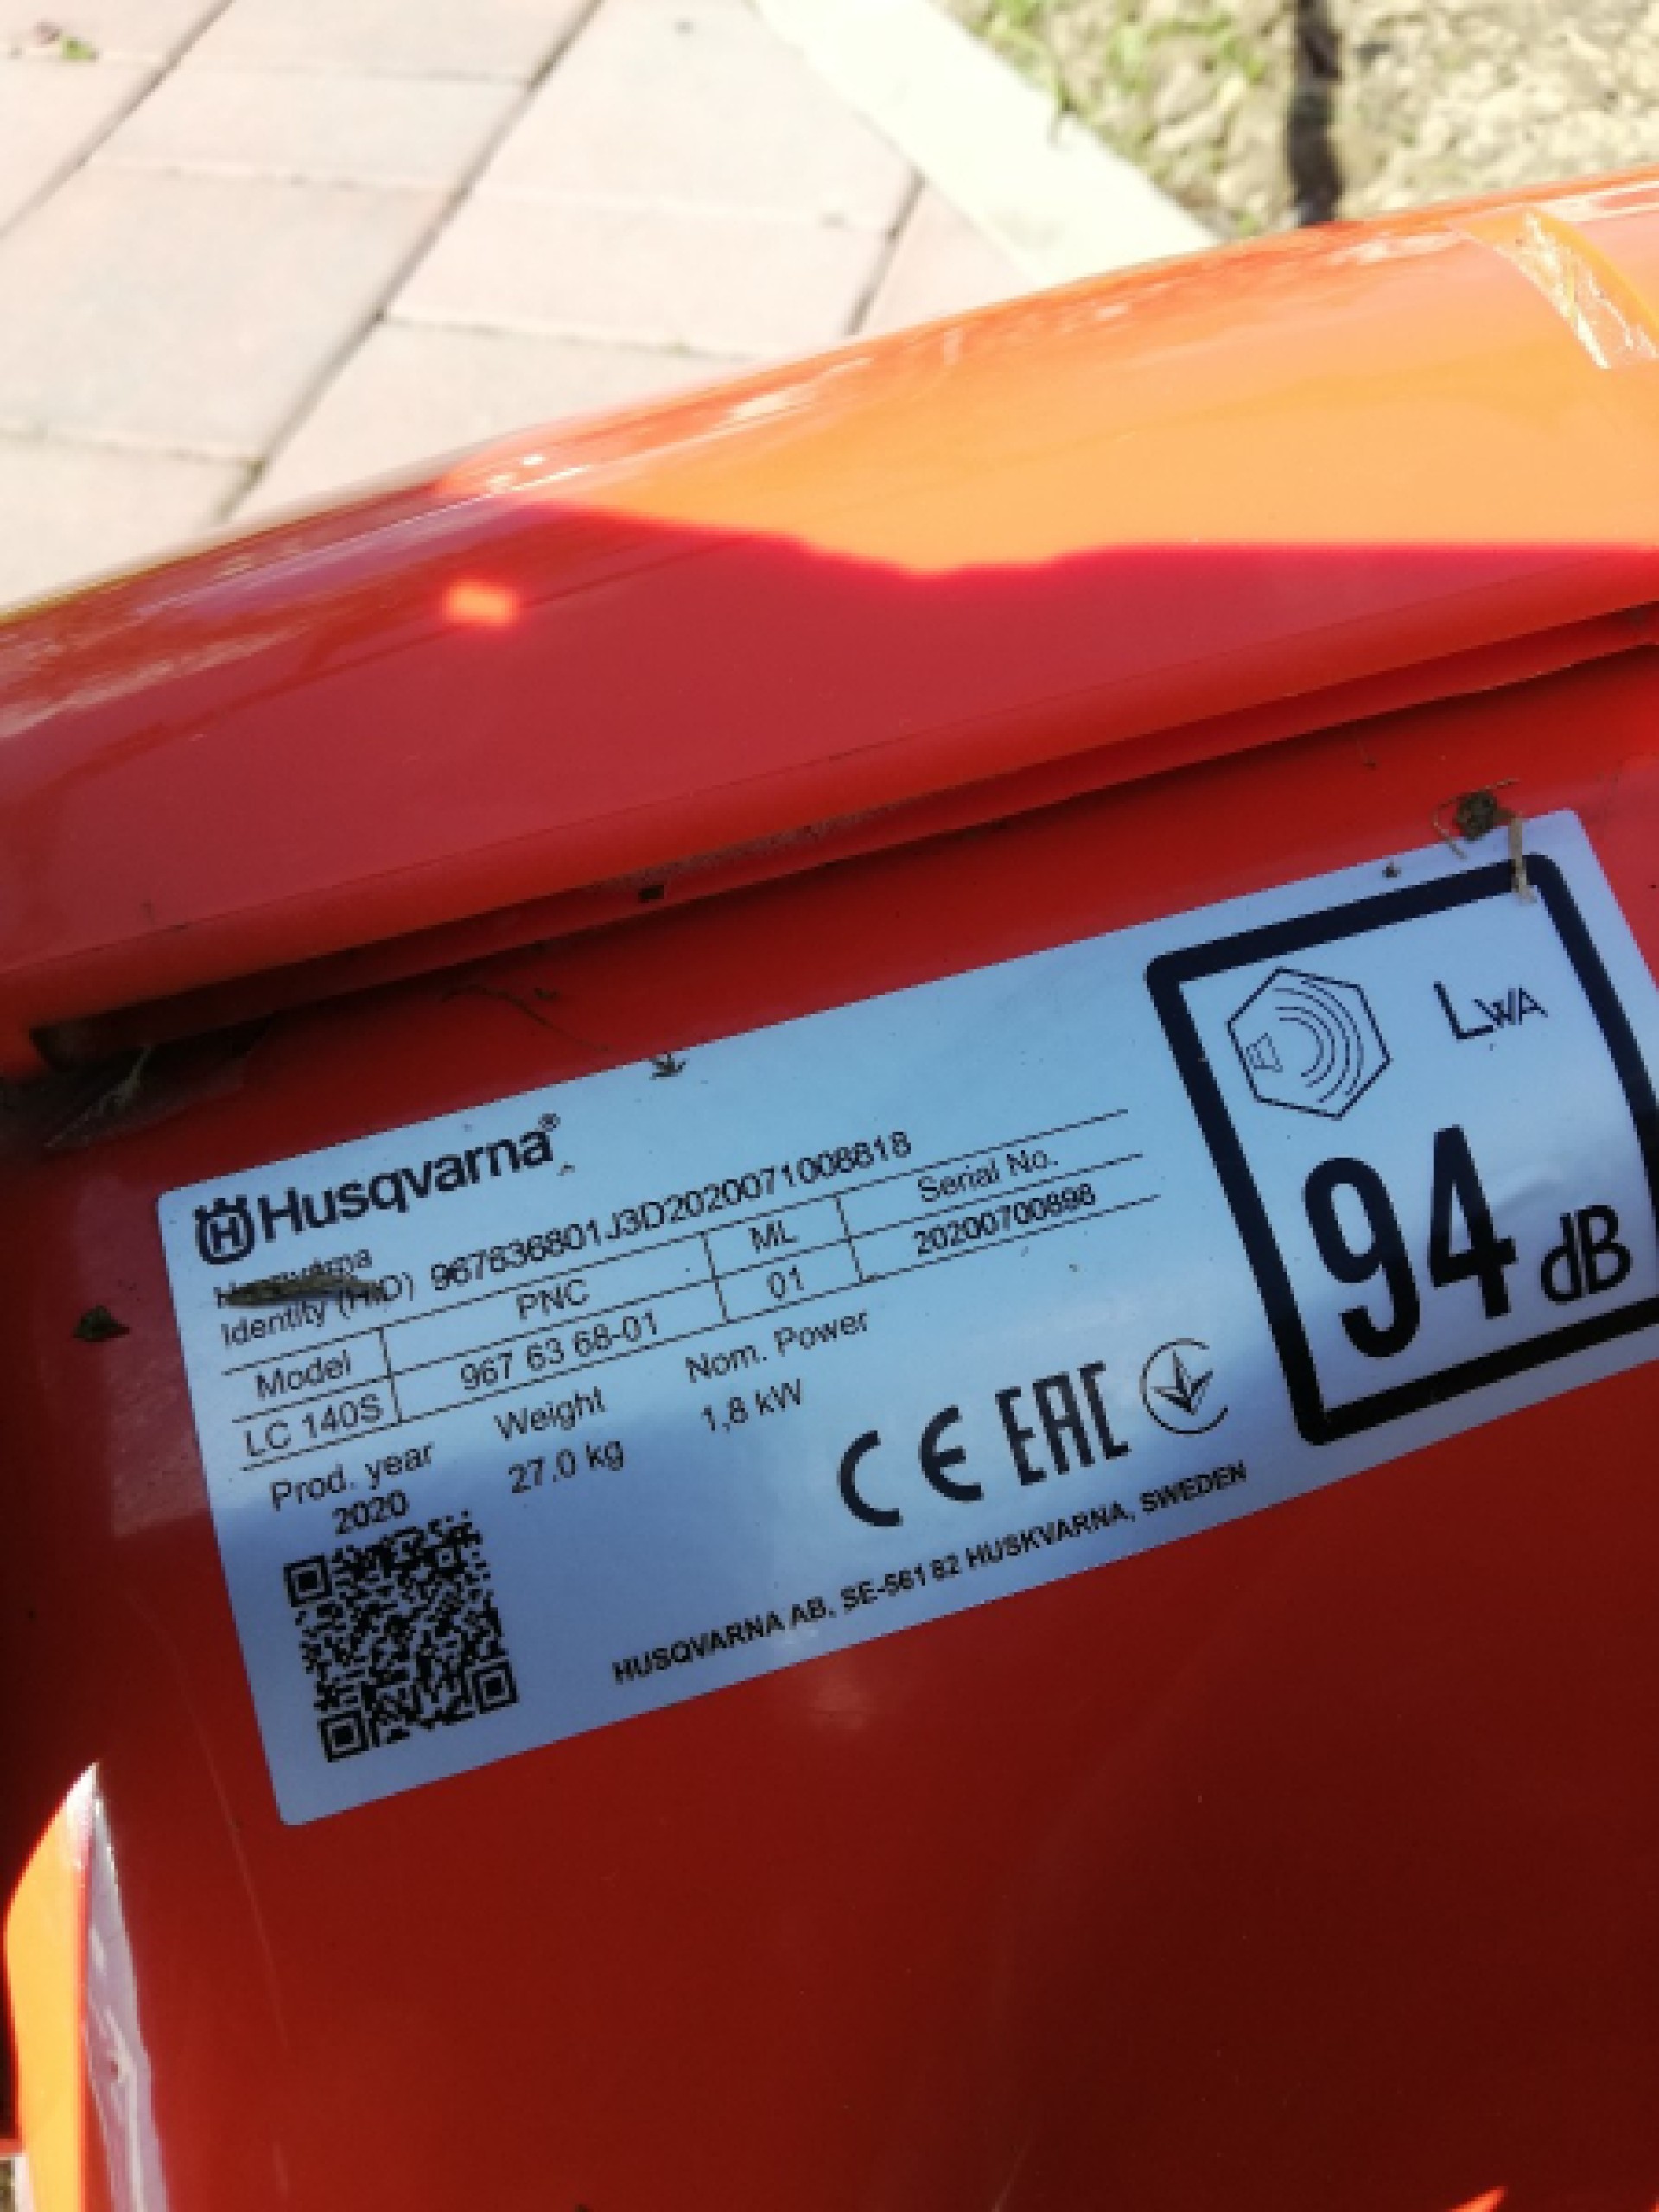 Husqvarna®
Husqvarna
Identity (HID) 967636801J3D2020071008818
Model PNC ML Serial No.
LC 140S 967 63 68-01 01 20200700898
Prod. year Weight Nom. Power
2020 27.0 kg 1,8 kW
CE EAC
HUSQVARNA AB, SE-561 82 HUSKVARNA, SWEDEN
LWA
94 dB